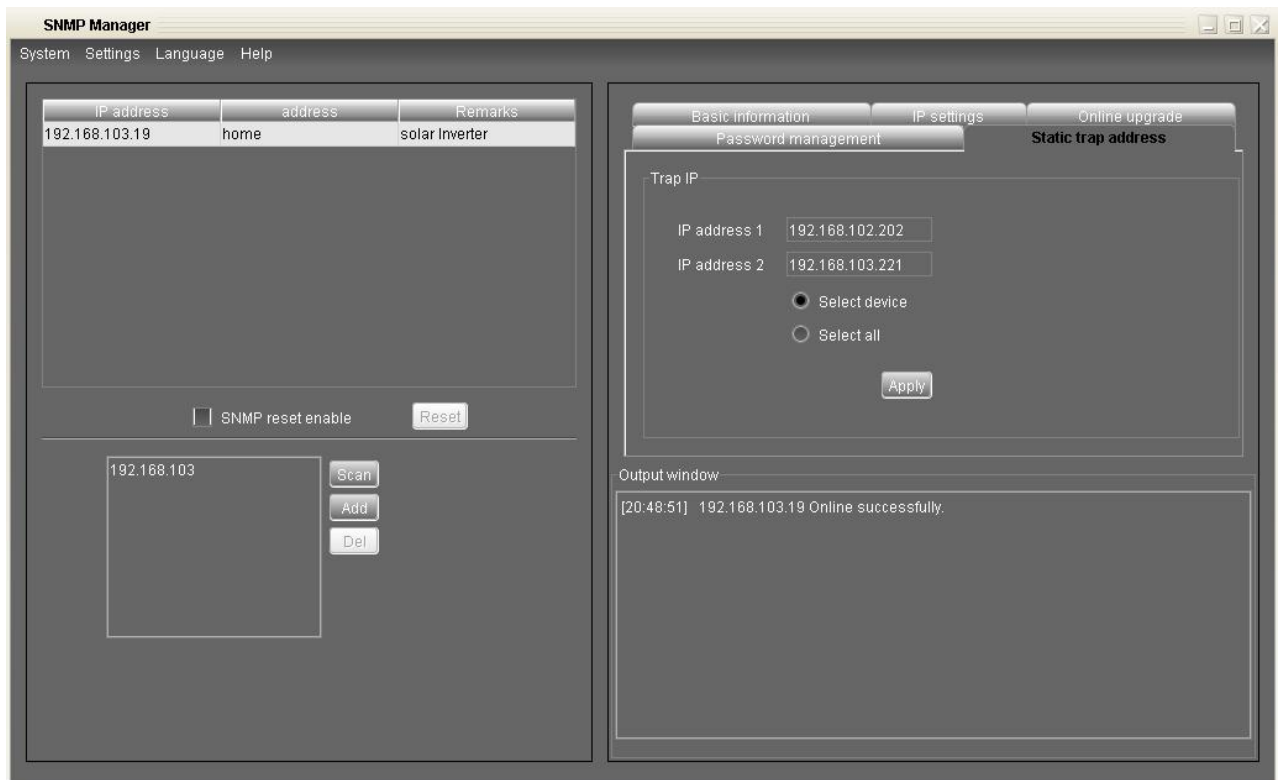 SNMP Manager
System Settings Language Help
IP address address Remarks
192.168.103.19 home solar Inverter
SNMP reset enable Reset
192.168.103
Scan
Add
Del
Basic information IP settings Online upgrade
Password management Static trap address
Trap IP
IP address 1 192.168.102.202
IP address 2 192.168.103.221
Select device
Select all
Apply
Output window
[20:48:51] 192.168.103.19 Online successfully.